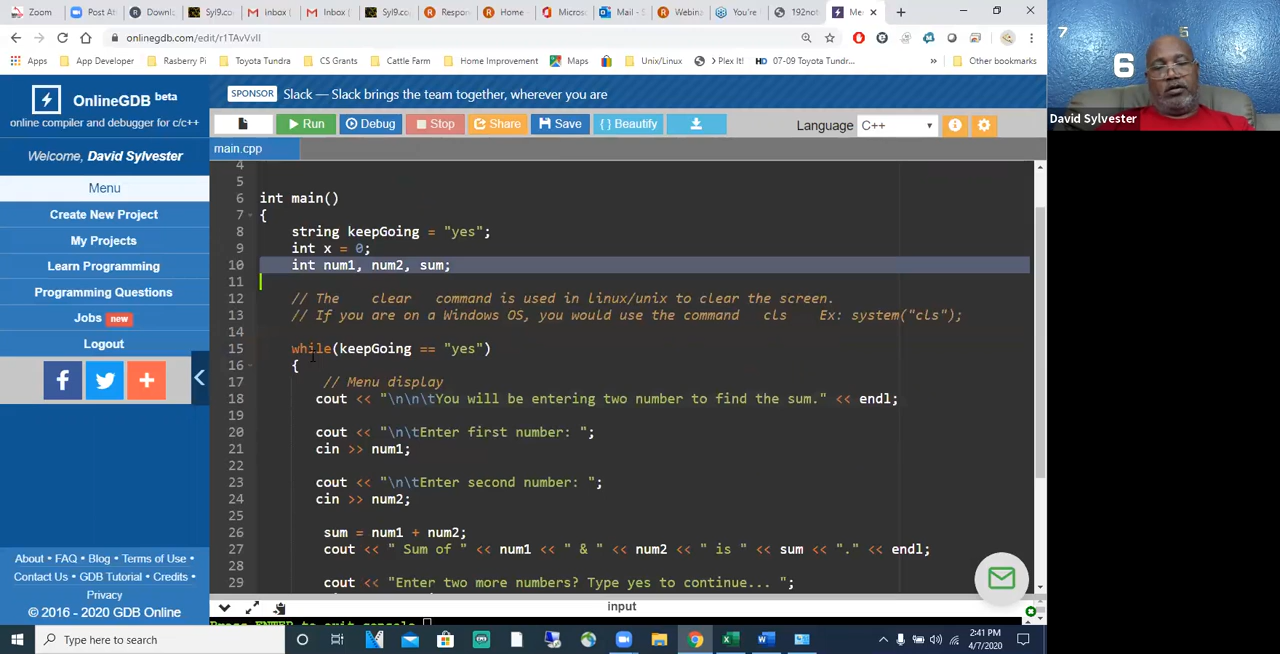 Zoom
Post At
Downl
Syl9.co
inbox (
Inbox (
Syl9.co
Respor
Home
Micros
Mail - S
Webina
You're
192not
Me
onlinegdb.com/edit/r1TAvVvII
Apps
App Developer
Rasberry Pi
Toyota Tundra
CS Grants
Cattle Farm
Home Improvement
Maps
Unix/Linux
> Plex It!
HD 07-09 Toyota Tundr...
»
Other bookmarks
7
5
6
David Sylvester
OnlineGDB beta
online compiler and debugger for c/c++
SPONSOR Slack — Slack brings the team together, wherever you are
Run
Debug
Stop
Share
Save
{ } Beautify
Language C++
main.cpp
Welcome, David Sylvester
Menu
Create New Project
My Projects
Learn Programming
Programming Questions
Jobs new
Logout
4
5
6 int main()
7 {
8 string keepGoing = "yes";
9 int x = 0;
10 int num1, num2, sum;
11
12 // The    clear   command is used in linux/unix to clear the screen.
13 // If you are on a Windows OS, you would use the command   cls    Ex: system("cls");
14
15 while(keepGoing == "yes")
16 {
17 // Menu display
18 cout << "\n\n\tYou will be entering two number to find the sum." << endl;
19
20 cout << "\n\tEnter first number: ";
21 cin >> num1;
22
23 cout << "\n\tEnter second number: ";
24 cin >> num2;
25
26 sum = num1 + num2;
27 cout << " Sum of " << num1 << " & " << num2 << " is " << sum << "." << endl;
28
29 cout << "Enter two more numbers? Type yes to continue... ";
About • FAQ • Blog • Terms of Use •
Contact Us • GDB Tutorial • Credits •
Privacy
© 2016 - 2020 GDB Online
input
Press ENTER to exit console.
Type here to search
2:41 PM
4/7/2020